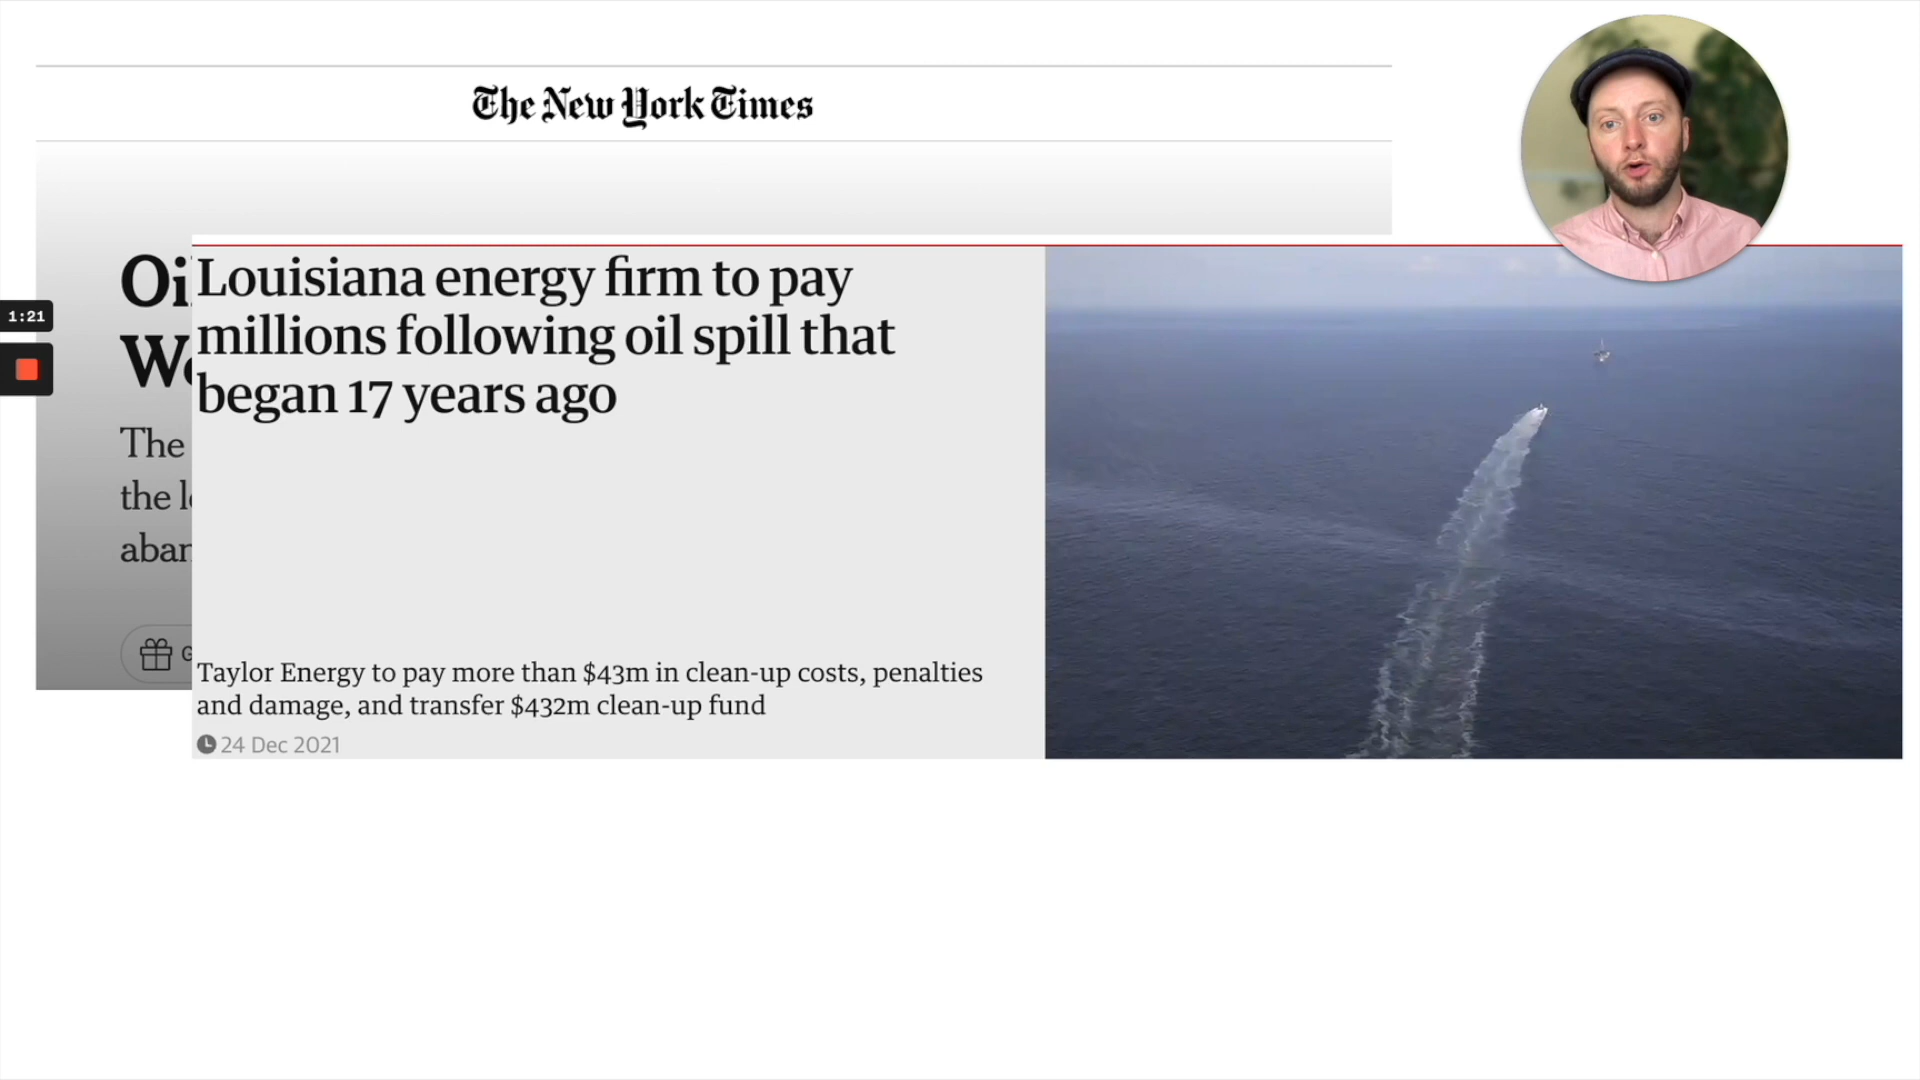 The New York Times
Oi
Louisiana energy firm to pay
millions following oil spill that
began 17 years ago
1:21
We
The
the l
aban
G
Taylor Energy to pay more than $43m in clean-up costs, penalties
and damage, and transfer $432m clean-up fund
24 Dec 2021